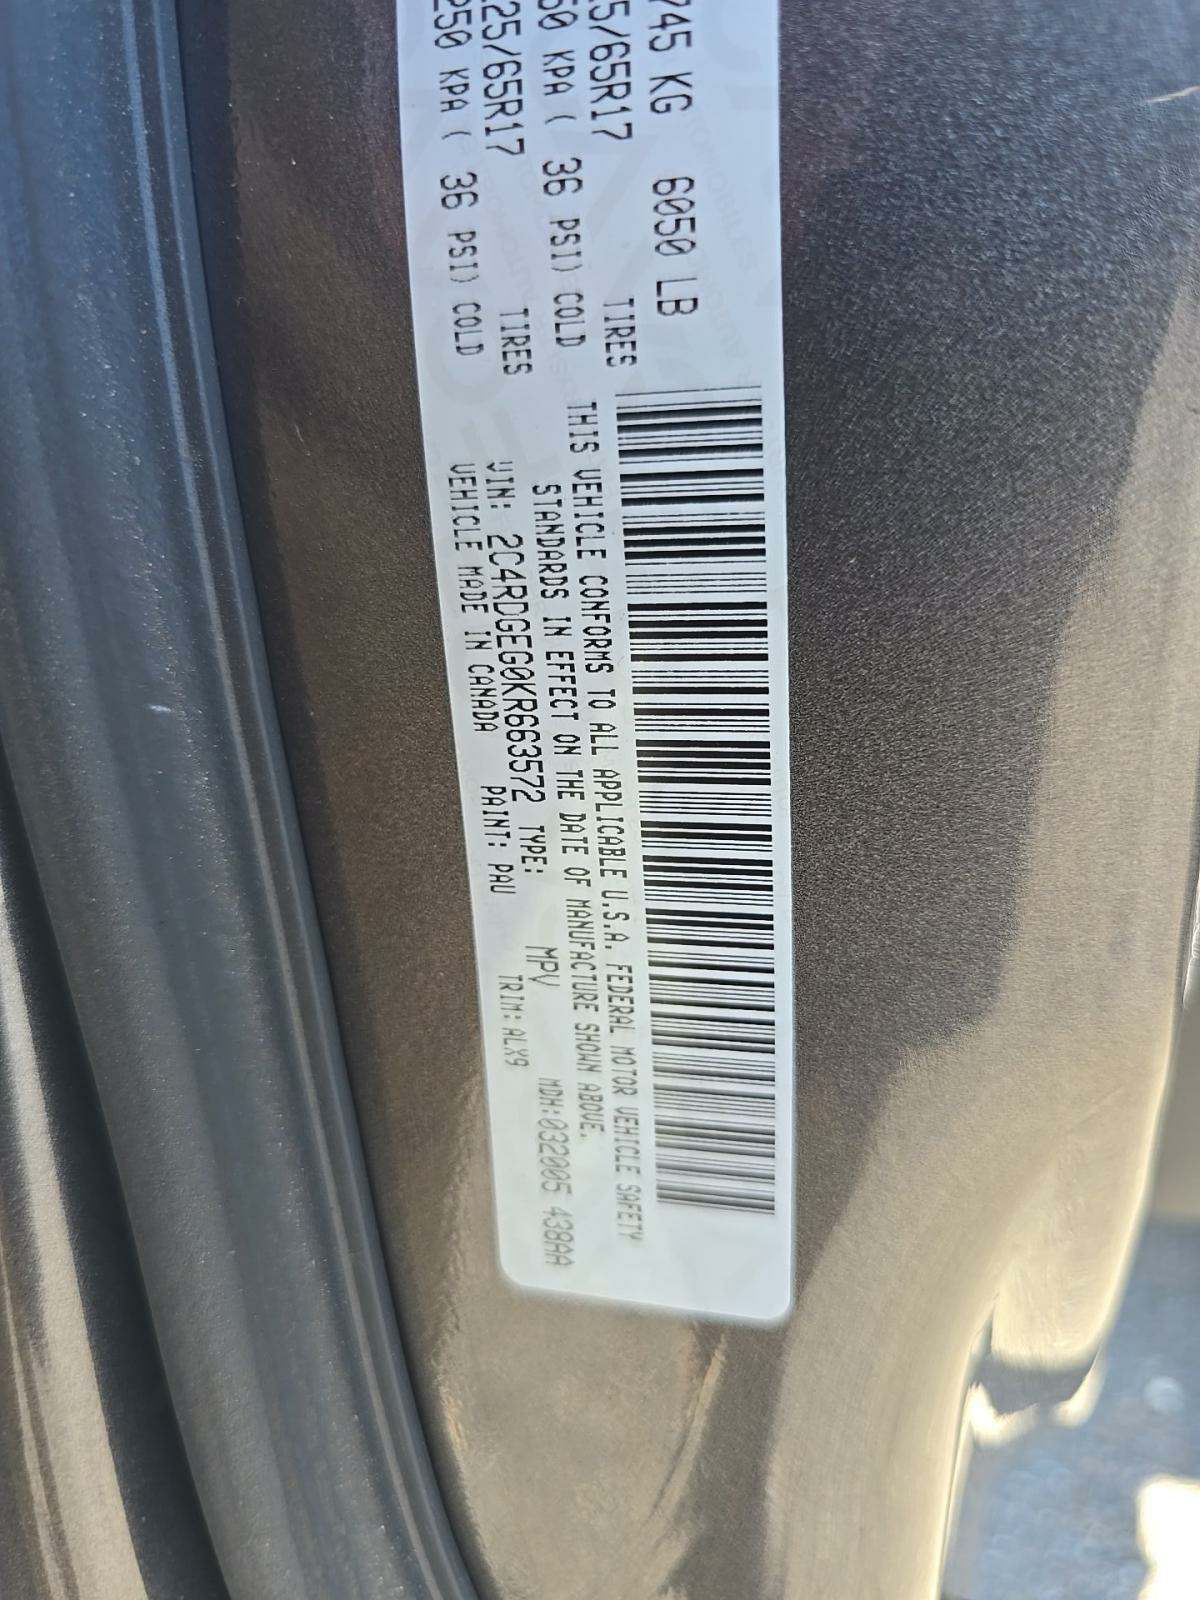 745 KG 6050 LB
5/65R17 TIRES
50 KPA ( 36 PSI) COLD
25/65R17 TIRES
250 KPA ( 36 PSI) COLD
THIS VEHICLE CONFORMS TO ALL APPLICABLE U.S.A. FEDERAL MOTOR VEHICLE SAFETY
STANDARDS IN EFFECT ON THE DATE OF MANUFACTURE SHOWN ABOVE.
VIN: 2C4RDGEG0KR663572 TYPE: MPV MDH:032005 438AA
VEHICLE MADE IN CANADA PAINT: PAU TRIM:ALX9